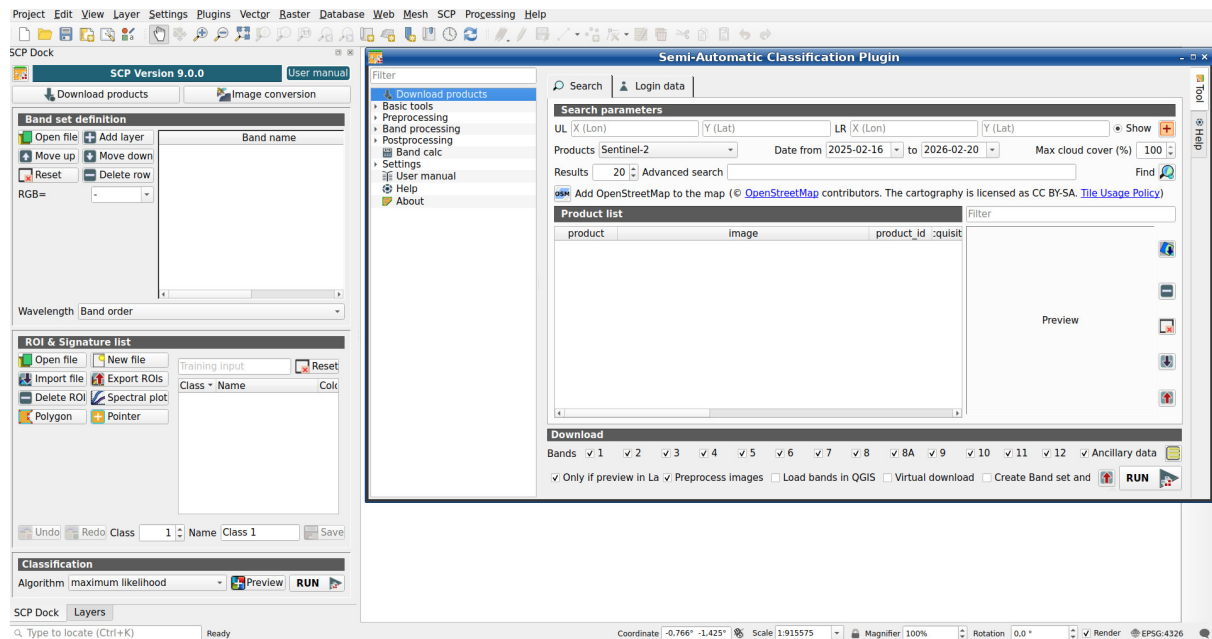 Project Edit View Layer Settings Plugins Vector Raster Database Web Mesh SCP Processing Help
SCP Dock
SCP Version 9.0.0 User manual
Download products Image conversion
Band set definition
Open file Add layer Band name
Move up Move down
Reset Delete row
RGB= -
Wavelength Band order
ROI & Signature list
Open file New file
Training input Reset
Import file Export ROIs
Class Name Colo
Delete ROI Spectral plot
Polygon Pointer
Undo Redo Class 1 Name Class 1 Save
Classification
Algorithm maximum likelihood Preview RUN
SCP Dock Layers
Semi-Automatic Classification Plugin
Filter
Download products
Basic tools
Preprocessing
Band processing
Postprocessing
Band calc
Settings
User manual
Help
About
Search Login data
Search parameters
UL X (Lon) Y (Lat) LR X (Lon) Y (Lat) Show
Products Sentinel-2 Date from 2025-02-16 to 2026-02-20 Max cloud cover (%) 100
Results 20 Advanced search Find
OSM Add OpenStreetMap to the map (© OpenStreetMap contributors. The cartography is licensed as CC BY-SA. Tile Usage Policy)
Product list Filter
product image product_id cquisit
Preview
Download
Bands 1 2 3 4 5 6 7 8 8A 9 10 11 12 Ancillary data
Only if preview in La Preprocess images Load bands in QGIS Virtual download Create Band set and RUN
Tool
Help
Type to locate (Ctrl+K) Ready Coordinate -0,766° -1,425° Scale 1:915575 Magnifier 100% Rotation 0,0 ° Render EPSG:4326